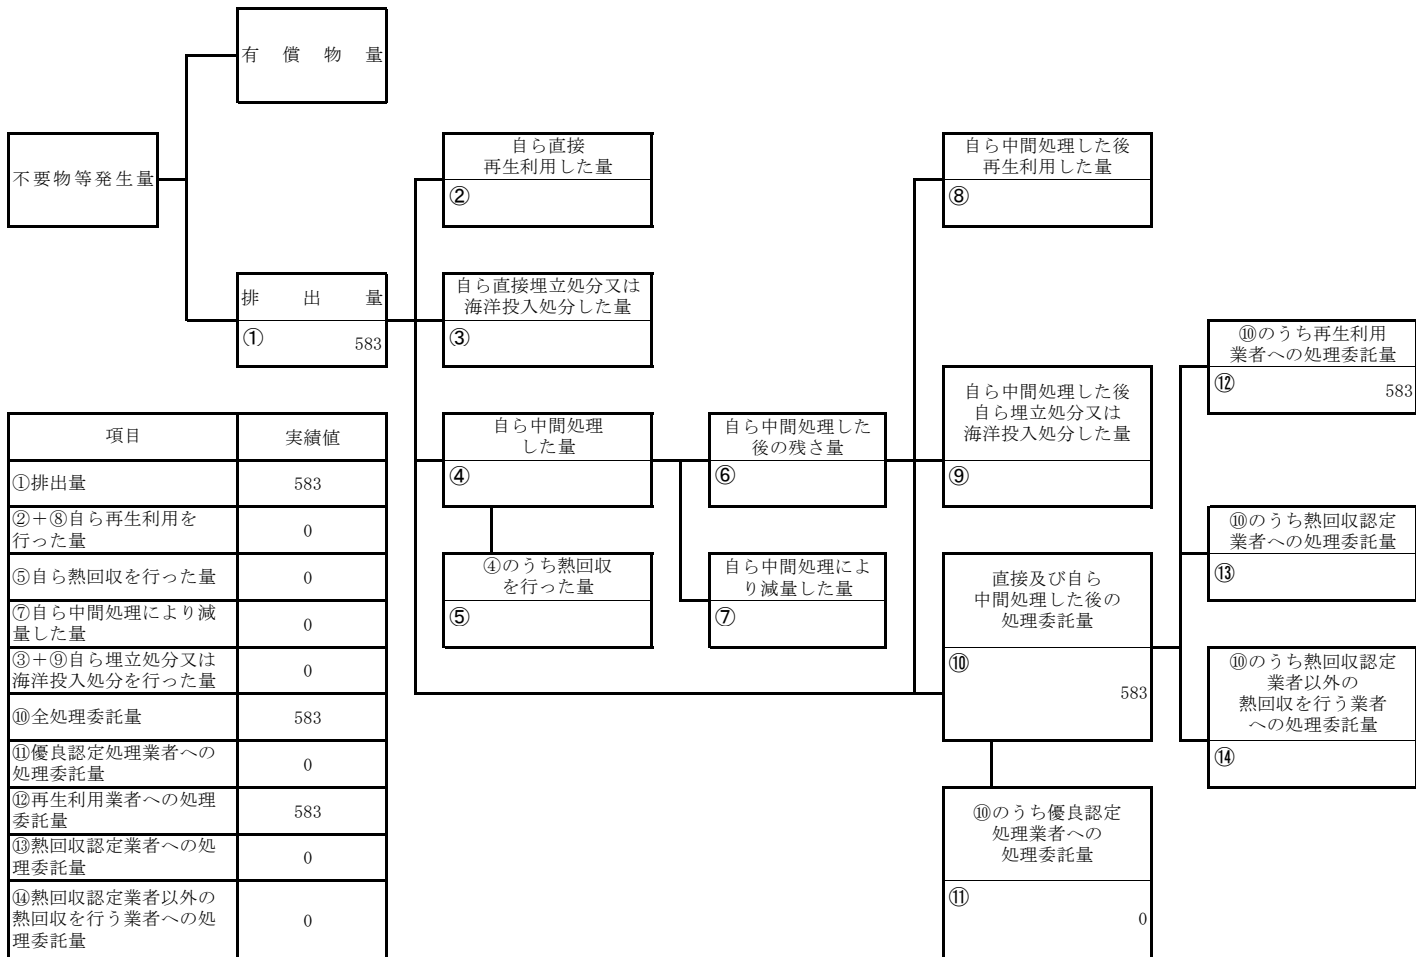 有償物量
不要物等発生量
排出量
①
583
自ら直接
再生利用した量
②
自ら直接埋立処分又は
海洋投入処分した量
③
自ら中間処理
した量
④
④のうち熱回収
を行った量
⑤
自ら中間処理した
後の残さ量
⑥
自ら中間処理によ
り減量した量
⑦
自ら中間処理した後
再生利用した量
⑧
自ら中間処理した後
自ら埋立処分又は
海洋投入処分した量
⑨
直接及び自ら
中間処理した後の
処理委託量
⑩
583
⑩のうち優良認定
処理業者への
処理委託量
⑪
0
⑩のうち再生利用
業者への処理委託量
⑫
583
⑩のうち熱回収認定
業者への処理委託量
⑬
⑩のうち熱回収認定
業者以外の
熱回収を行う業者
への処理委託量
⑭
項目 実績値
①排出量 583
②+⑧自ら再生利用を
行った量 0
⑤自ら熱回収を行った量 0
⑦自ら中間処理により減
量した量 0
③+⑨自ら埋立処分又は
海洋投入処分を行った量 0
⑩全処理委託量 583
⑪優良認定処理業者への
処理委託量 0
⑫再生利用業者への処理
委託量 583
⑬熱回収認定業者への処
理委託量 0
⑭熱回収認定業者以外の
熱回収を行う業者への処
理委託量 0